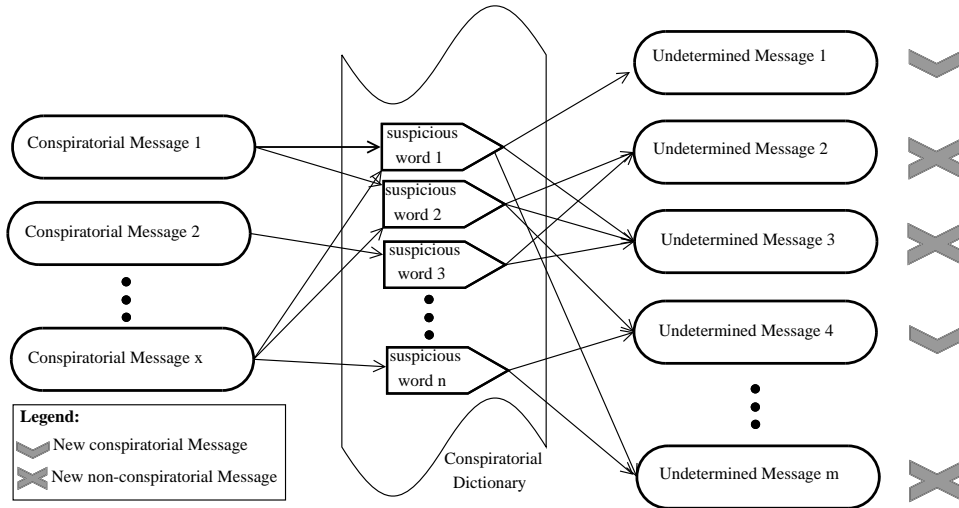 Conspiratorial Message 1
Conspiratorial Message 2
Conspiratorial Message x
suspicious
word 1
suspicious
word 2
suspicious
word 3
suspicious
word n
Conspiratorial
Dictionary
Undetermined Message 1
Undetermined Message 2
Undetermined Message 3
Undetermined Message 4
Undetermined Message m
Legend:
New conspiratorial Message
New non-conspiratorial Message